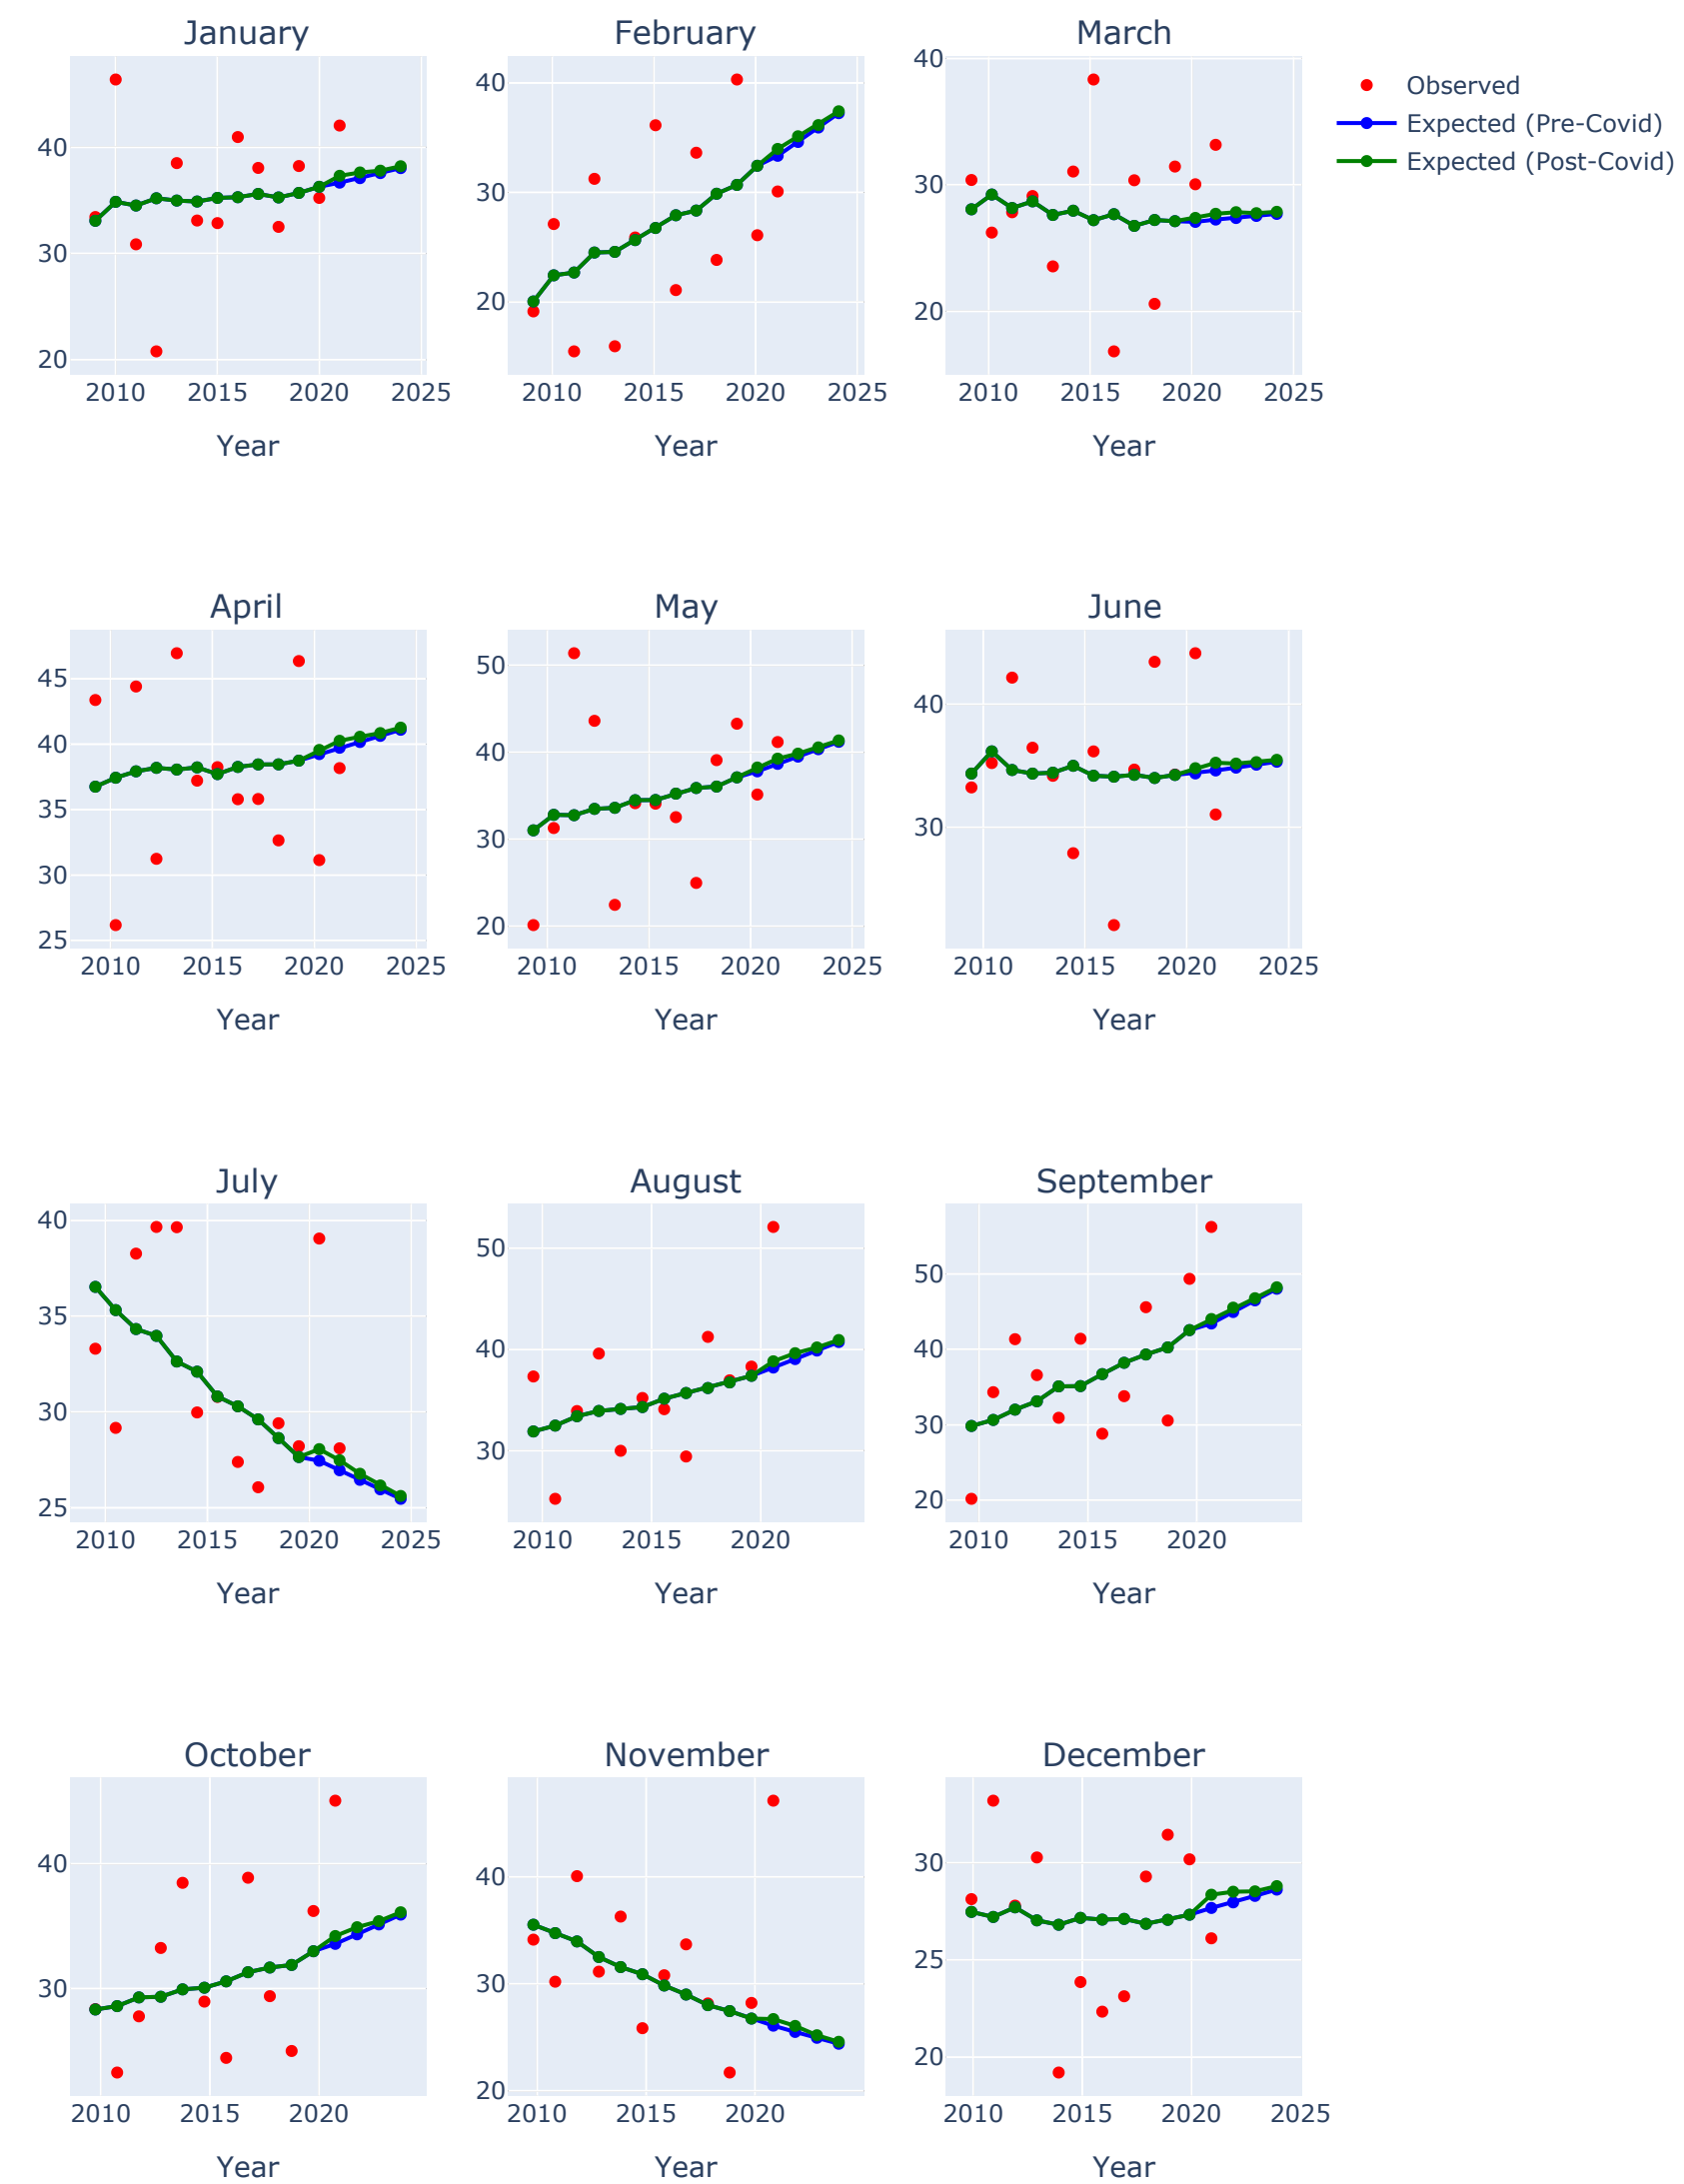 January February March
40
30
20
2010 2015 2020 2025
Year
40
30
20
2010 2015 2020 2025
Year
40
30
20
2010 2015 2020 2025
Year
Observed
Expected (Pre-Covid)
Expected (Post-Covid)
April May June
45
40
35
30
25
2010 2015 2020 2025
Year
50
40
30
20
2010 2015 2020 2025
Year
40
30
2010 2015 2020 2025
Year
July August September
40
35
30
25
2010 2015 2020 2025
Year
50
40
30
2010 2015 2020
Year
50
40
30
20
2010 2015 2020
Year
October November December
40
30
2010 2015 2020
Year
40
30
20
2010 2015 2020
Year
30
25
20
2010 2015 2020 2025
Year